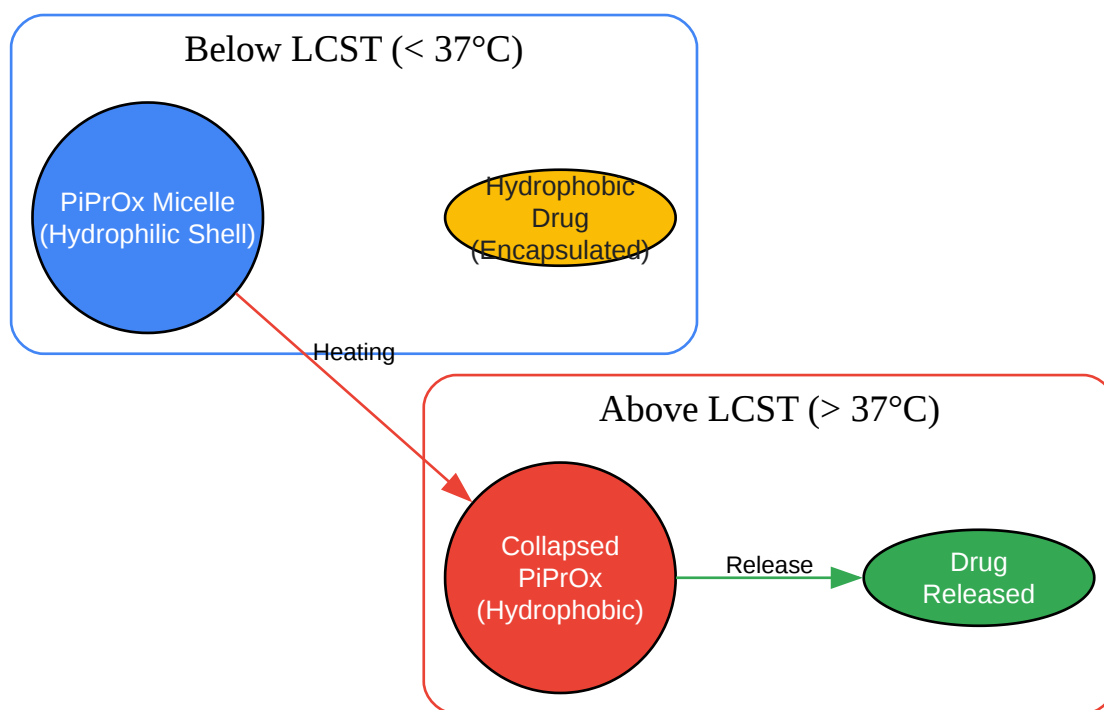 Below LCST (< 37°C)
PiPrOx Micelle
(Hydrophilic Shell)
Hydrophobic
Drug
(Encapsulated)
Heating
Above LCST (> 37°C)
Collapsed
PiPrOx
(Hydrophobic)
Release
Drug
Released